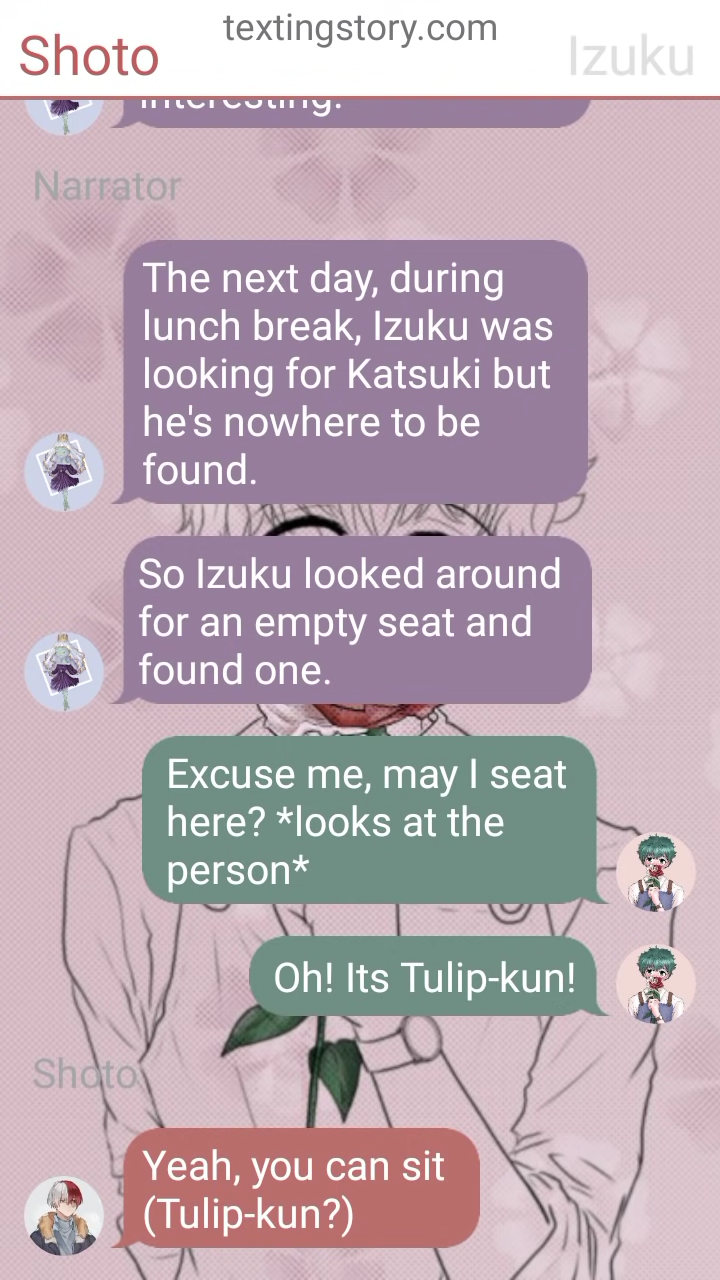 textingstory.com
Shoto
Izuku
interesting.
Narrator
The next day, during
lunch break, Izuku was
looking for Katsuki but
he's nowhere to be
found.
So Izuku looked around
for an empty seat and
found one.
Excuse me, may I seat
here? *looks at the
person*
Oh! Its Tulip-kun!
Shoto
Yeah, you can sit
(Tulip-kun?)